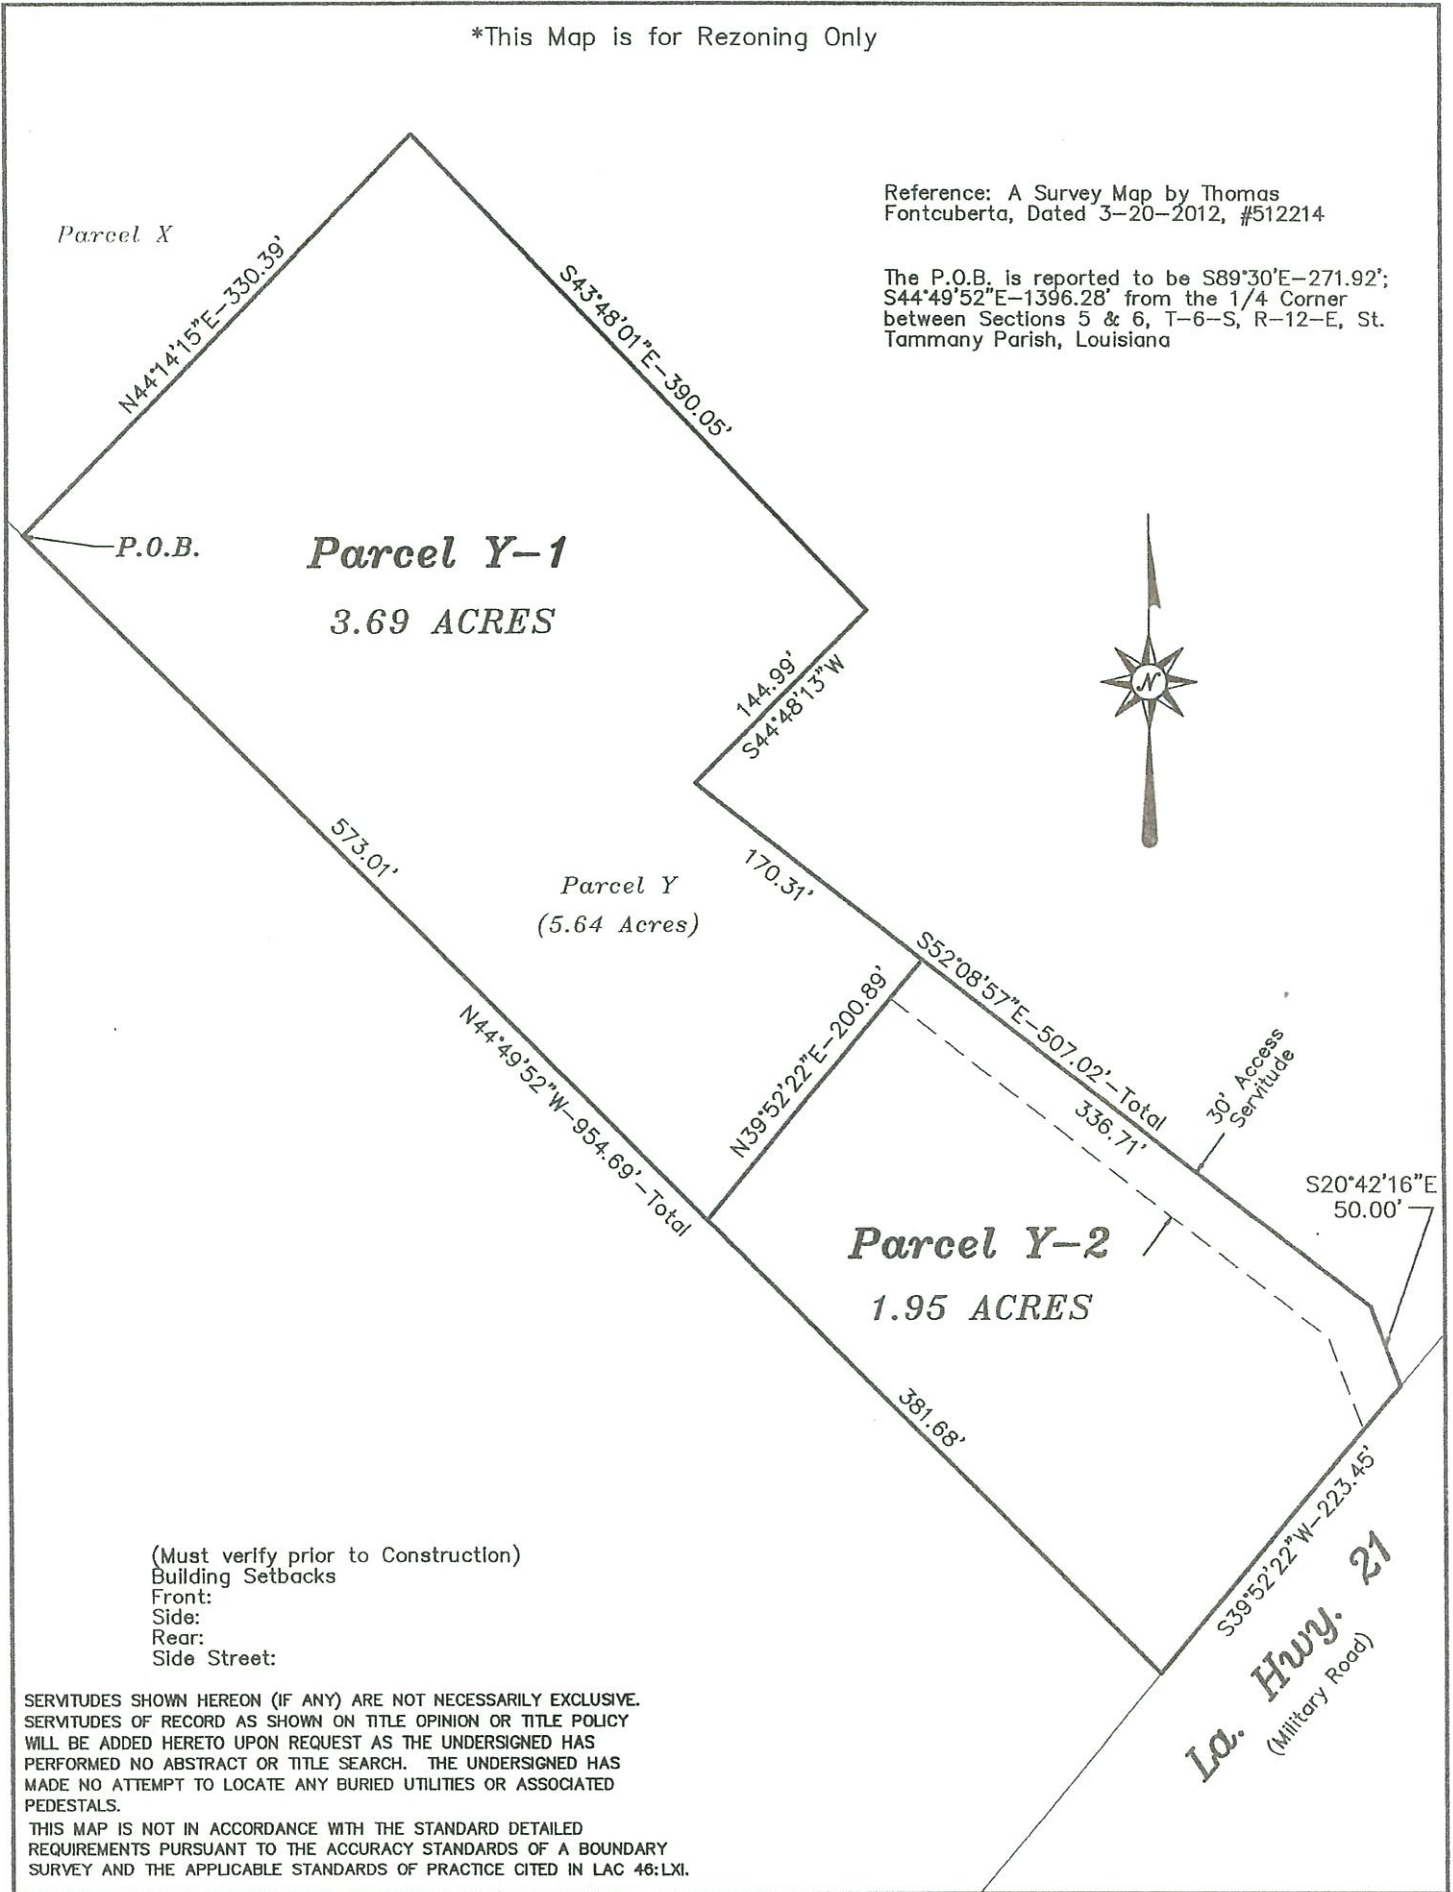 *This Map is for Rezoning Only
Reference: A Survey Map by Thomas
Fontcuberta, Dated 3-20-2012, #512214
Parcel X
The P.O.B. is reported to be S89°30'E-271.92';
S44°49'52"E-1396.28' from the 1/4 Corner
between Sections 5 & 6, T-6-S, R-12-E, St.
Tammany Parish, Louisiana
N44°14'15"E-330.39'
S43°48'01"E-390.05'
P.O.B.
Parcel Y-1
3.69 ACRES
144.99'
S44°48'13"W
N
573.01'
170.31'
Parcel Y
(5.64 Acres)
S52°08'57"E-507.02'-Total
336.71'
N39°52'22"E-200.89'
N44°49'52"W-954.69'-Total
30' Access
Servitude
S20°42'16"E
50.00'
Parcel Y-2
1.95 ACRES
381.68'
S39°52'22"W-223.45'
La. Hwy. 21
(Military Road)
(Must verify prior to Construction)
Building Setbacks
Front:
Side:
Rear:
Side Street:
SERVITUDES SHOWN HEREON (IF ANY) ARE NOT NECESSARILY EXCLUSIVE.
SERVITUDES OF RECORD AS SHOWN ON TITLE OPINION OR TITLE POLICY
WILL BE ADDED HERETO UPON REQUEST AS THE UNDERSIGNED HAS
PERFORMED NO ABSTRACT OR TITLE SEARCH. THE UNDERSIGNED HAS
MADE NO ATTEMPT TO LOCATE ANY BURIED UTILITIES OR ASSOCIATED
PEDESTALS.
THIS MAP IS NOT IN ACCORDANCE WITH THE STANDARD DETAILED
REQUIREMENTS PURSUANT TO THE ACCURACY STANDARDS OF A BOUNDARY
SURVEY AND THE APPLICABLE STANDARDS OF PRACTICE CITED IN LAC 46:LXI.